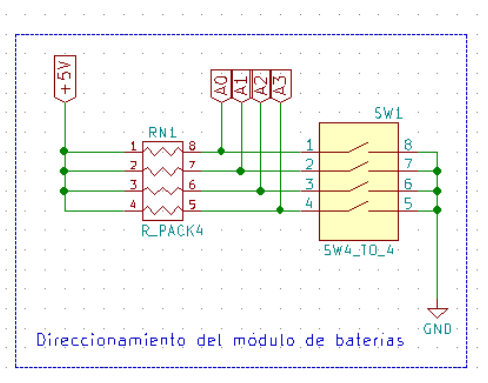 +5V
A0
A1
A2
A3
SW1
RN1
1 8
2 7
3 6
4 5
1 8
2 7
3 6
4 5
R_PACK4
SW4_TO_4
GND
Direccionamiento del módulo de baterias